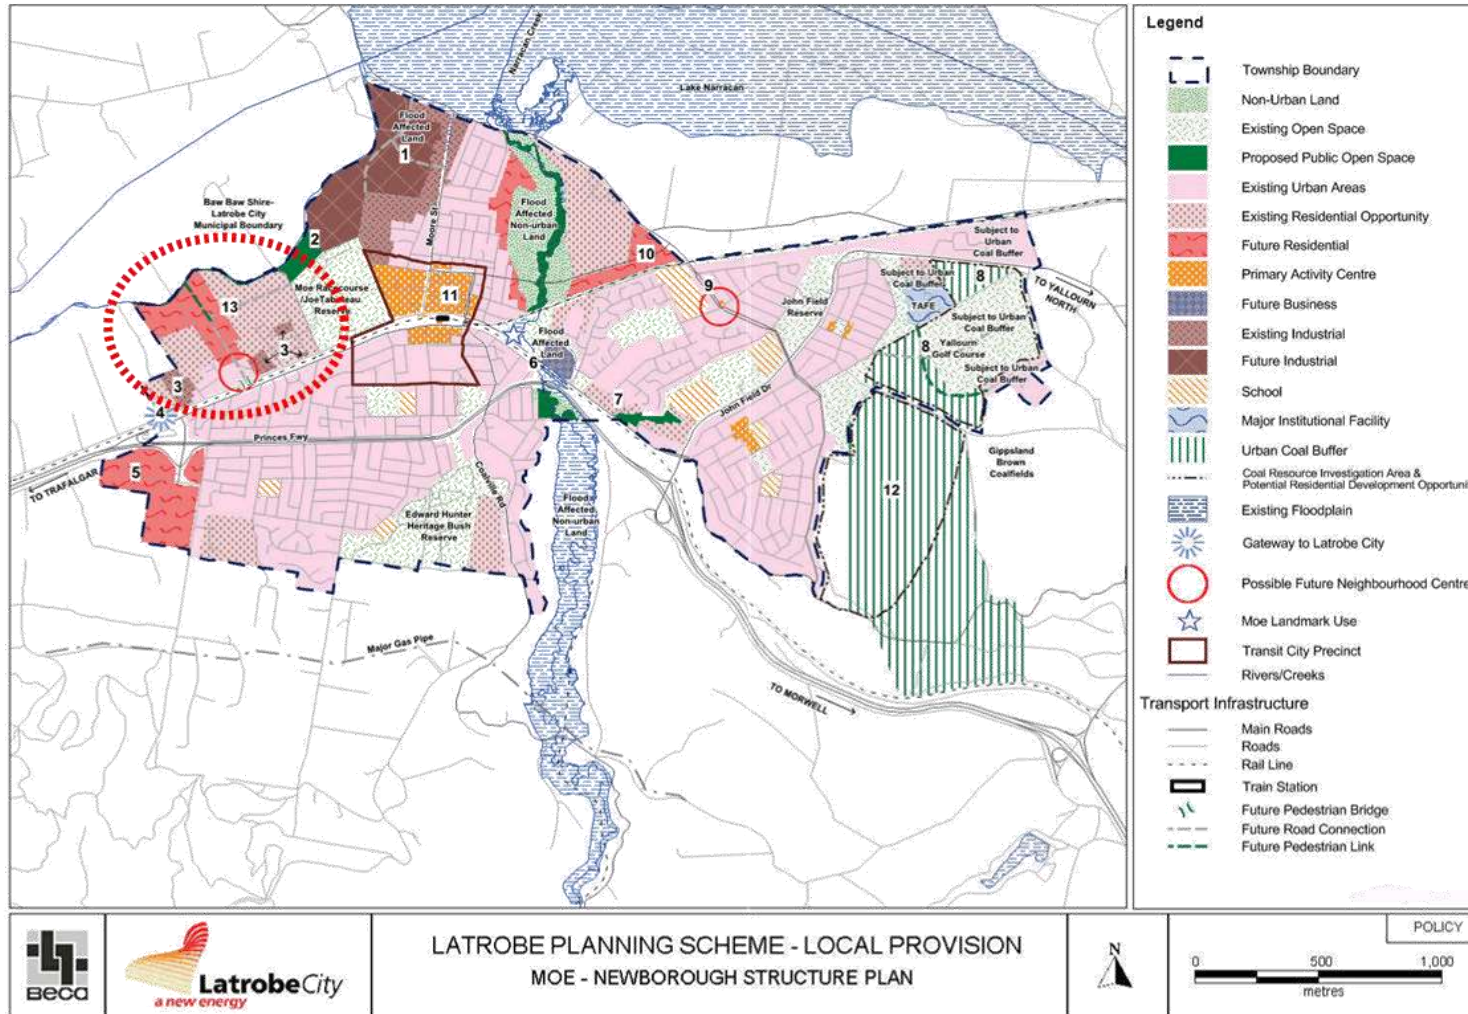 Narracan Creek
Lake Narracan
Flood
Affected
Land
1
Baw Baw Shire-
Latrobe City
Municipal Boundary
2
Moore St
Flood
Affected
Non-urban
Land
10
Subject to
Urban
Coal Buffer
Subject to Urban
Coal Buffer
8
TO YALLOURN
NORTH
TAFE
9
John Field
Reserve
Moe Racecourse
11
13
Reserve
3
3
4
Flood
Affected
Land
6
Subject to Urban
Coal Buffer
8
Yallourn
Golf Course
Subject to Urban
Coal Buffer
7
John Field Dr
Princes Fwy
TO TRAFALGAR
5
Coalville Rd
Gippsland
Brown
Coalfields
12
Edward Hunter
Heritage Bush
Reserve
Flood
Affected
Non-urban
Land
Major Gas Pipe
TO MORWELL
Legend
Township Boundary
Non-Urban Land
Existing Open Space
Proposed Public Open Space
Existing Urban Areas
Existing Residential Opportunity
Future Residential
Primary Activity Centre
Future Business
Existing Industrial
Future Industrial
School
Major Institutional Facility
Urban Coal Buffer
Coal Resource Investigation Area &
Potential Residential Development Opportuni
Existing Floodplain
Gateway to Latrobe City
Possible Future Neighbourhood Centre
Moe Landmark Use
Transit City Precinct
Rivers/Creeks
Transport Infrastructure
Main Roads
Roads
Rail Line
Train Station
Future Pedestrian Bridge
Future Road Connection
Future Pedestrian Link
Beca
LatrobeCity
a new energy
LATROBE PLANNING SCHEME - LOCAL PROVISION
MOE - NEWBOROUGH STRUCTURE PLAN
N
POLICY
0 500 1,000
metres